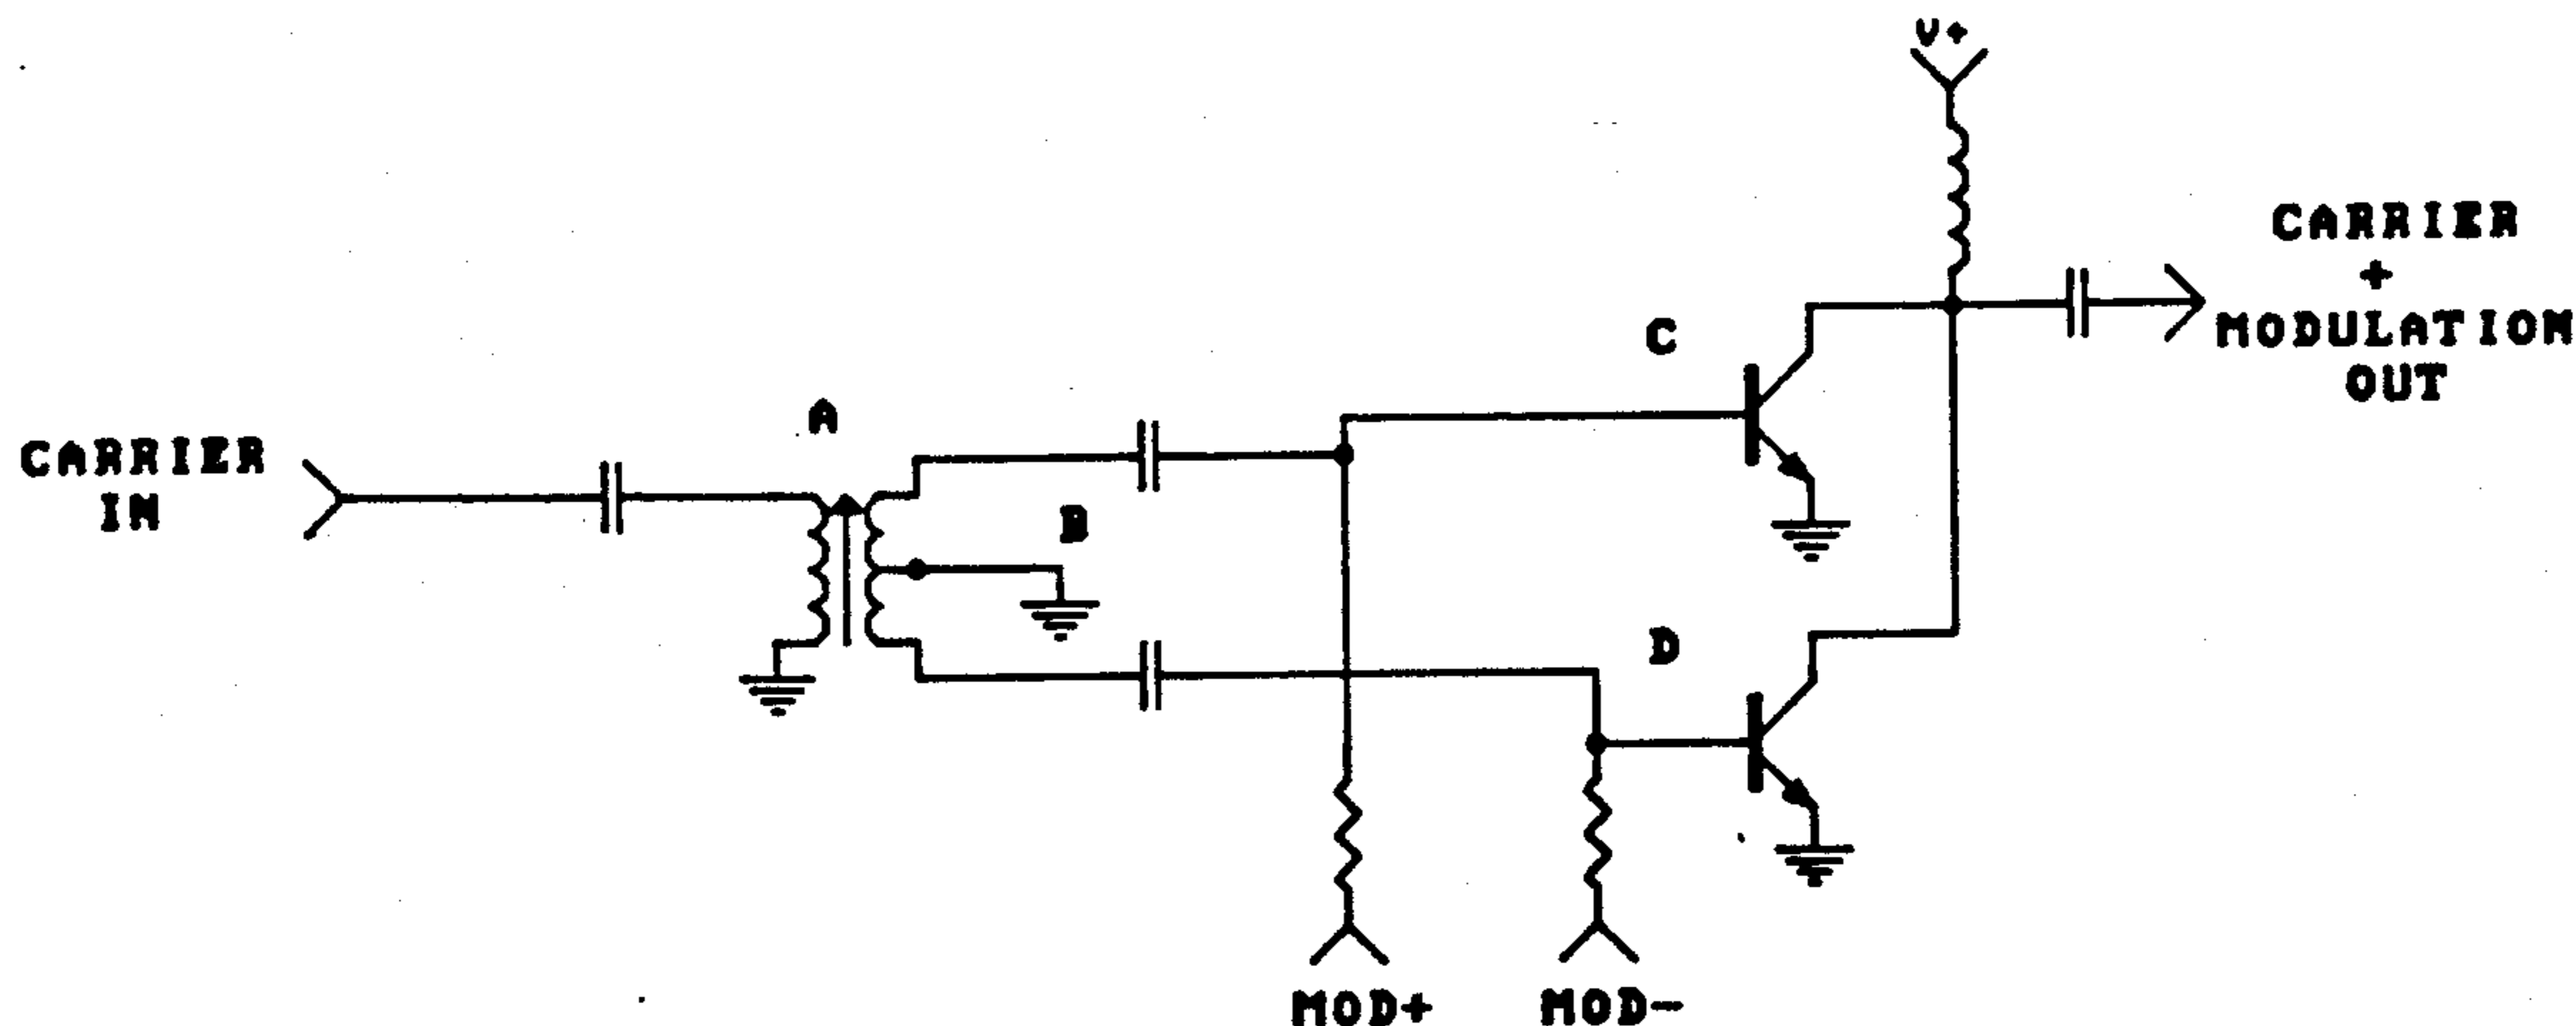 V+
CARRIER
+
MODULATION
OUT
C
A
CARRIER
IN
B
D
MOD+
MOD-